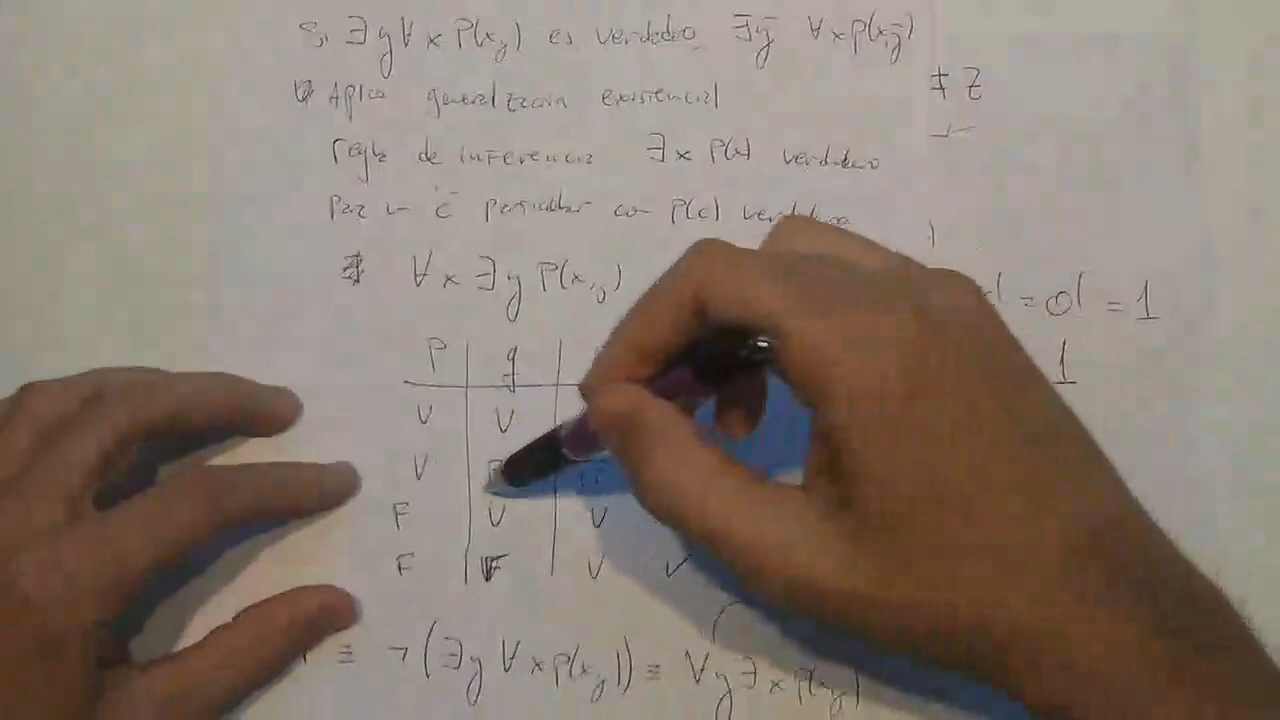 Si ∃y∀x P(x,y) es verdadero ∃ȳ ∀x p(x,ȳ)
Aplico generalización existencial
∃ Z
regla de inferencia ∃x P(x) verdadero
para un c particular con P(c) verdadero
∀x ∃y P(x,y)
= 0! = 1
P q
1
V V
V F
F U V
F F V V
≡ ¬(∃y ∀x p(x,y)) ≡ ∀y ∃x p(x,y)